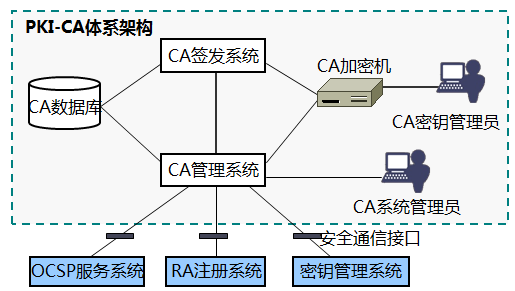 PKI-CA体系架构
CA签发系统
CA加密机
CA数据库
CA密钥管理员
CA管理系统
CA系统管理员
安全通信接口
OCSP服务系统
RA注册系统
密钥管理系统